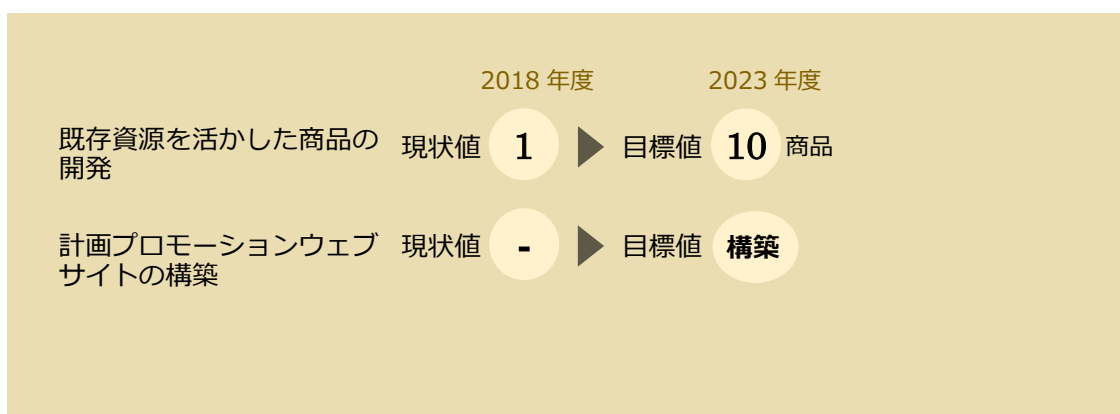 2018 年度 2023 年度
既存資源を活かした商品の
開発
現状値 1 ▶ 目標値 10 商品
計画プロモーションウェブ
サイトの構築
現状値 - ▶ 目標値 構築